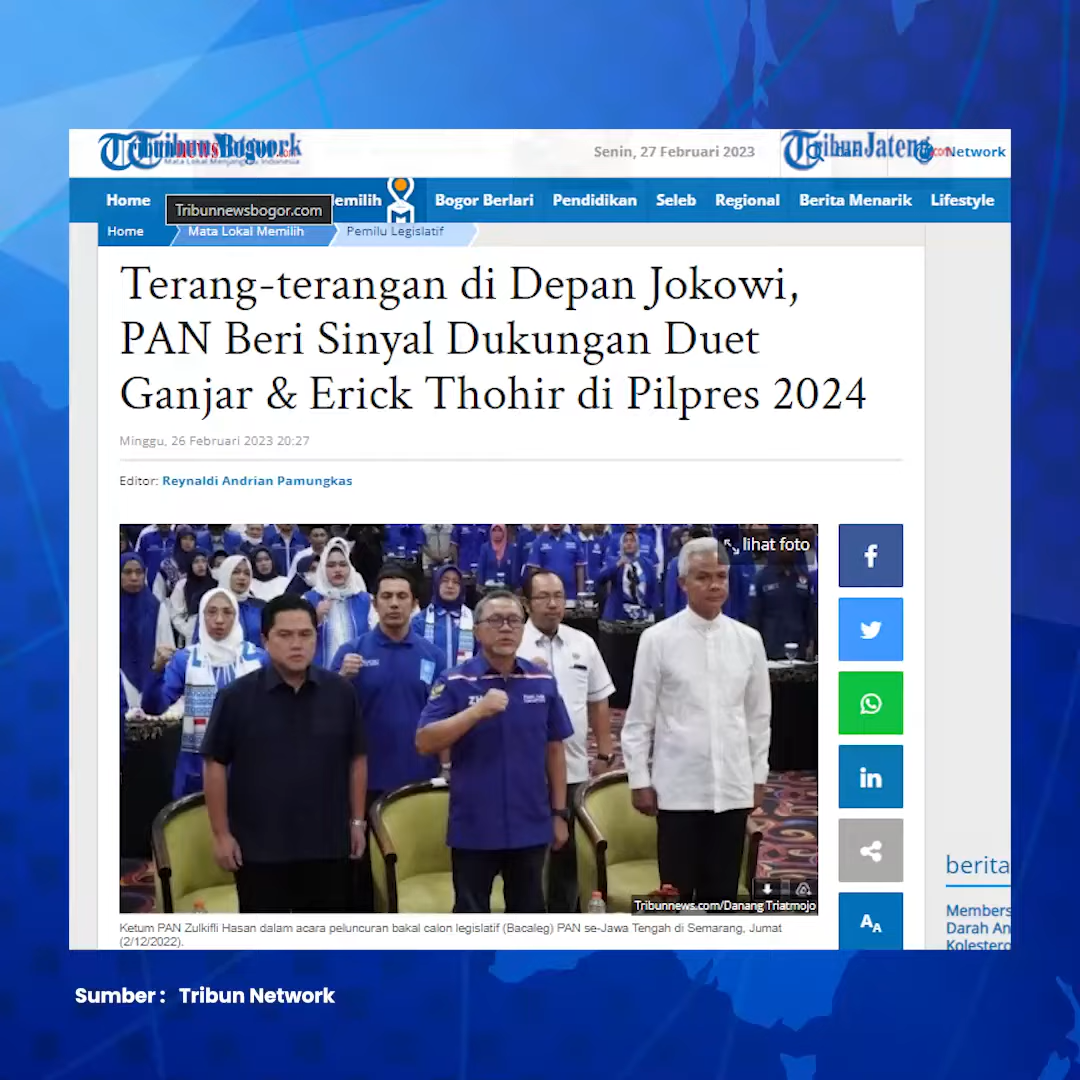 Senin, 27 Februari 2023
TribunJateng.com
Network
Home
emilih
Bogor Berlari
Pendidikan
Seleb
Regional
Berita Menarik
Lifestyle
Tribunnewsbogor.com
Home
Mata Lokal Memilih
Pemilu Legislatif
Terang-terangan di Depan Jokowi,
PAN Beri Sinyal Dukungan Duet
Ganjar & Erick Thohir di Pilpres 2024
Minggu, 26 Februari 2023 20:27
Editor: Reynaldi Andrian Pamungkas
lihat foto
Tribunnews.com/Danang Triatmojo
Ketum PAN Zulkifli Hasan dalam acara peluncuran bakal calon legislatif (Bacaleg) PAN se-Jawa Tengah di Semarang, Jumat
(2/12/2022).
AA
berita
Members
Darah An
Kolestero
Sumber : Tribun Network